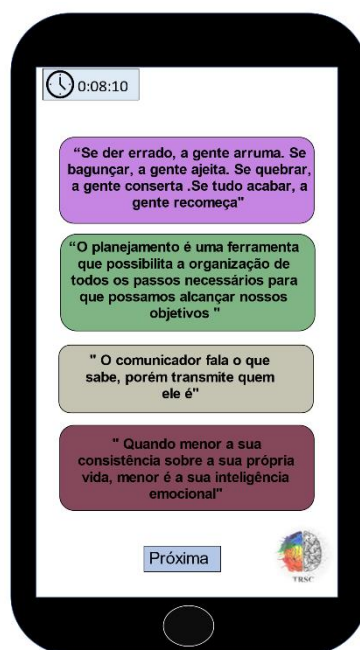 0:08:10
“Se der errado, a gente arruma. Se
bagunçar, a gente ajeita. Se quebrar,
a gente conserta .Se tudo acabar, a
gente recomeça"
“O planejamento é uma ferramenta
que possibilita a organização de
todos os passos necessários para
que possamos alcançar nossos
objetivos "
" O comunicador fala o que
sabe, porém transmite quem
ele é"
" Quando menor a sua
consistência sobre a sua própria
vida, menor é a sua inteligência
emocional"
Próxima
TRSC